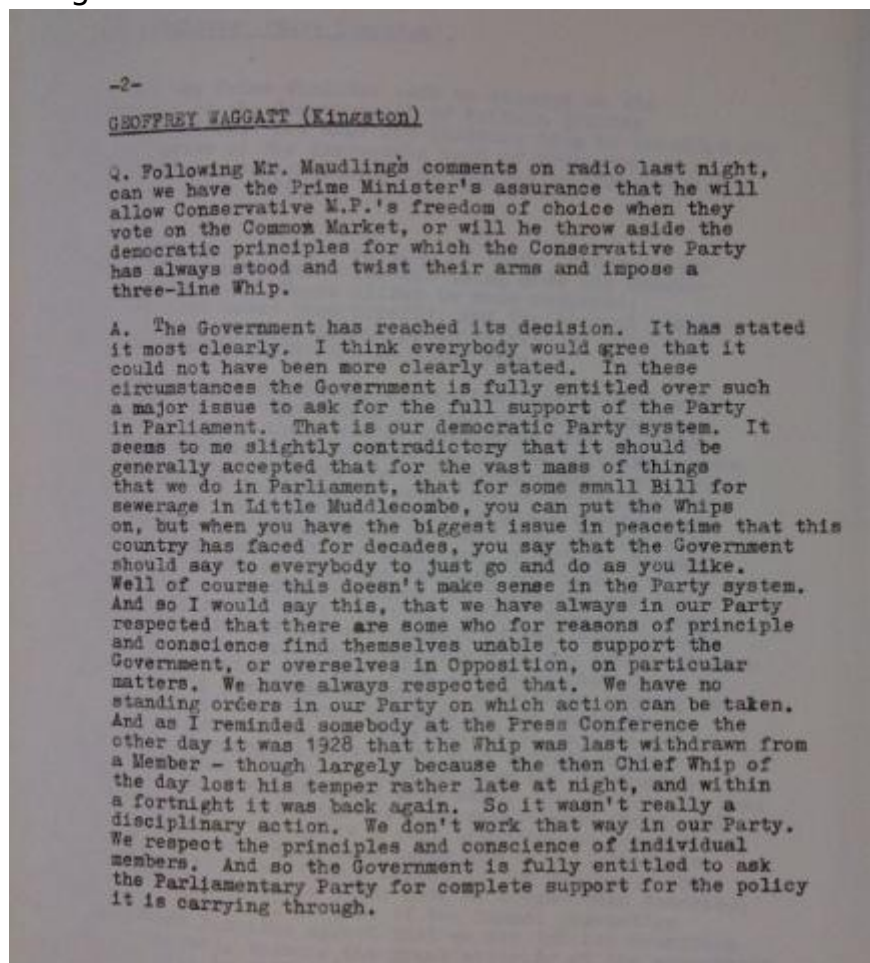 -2-
GEOFFREY WAGGATT (Kingston)
Q. Following Mr. Maudling's comments on radio last night,
can we have the Prime Minister's assurance that he will
allow Conservative M.P.'s freedom of choice when they
vote on the Common Market, or will he throw aside the
democratic principles for which the Conservative Party
has always stood and twist their arms and impose a
three-line Whip.
A. The Government has reached its decision. It has stated
it most clearly. I think everybody would agree that it
could not have been more clearly stated. In these
circumstances the Government is fully entitled over such
a major issue to ask for the full support of the Party
in Parliament. That is our democratic Party system. It
seems to me slightly contradictory that it should be
generally accepted that for the vast mass of things
that we do in Parliament, that for some small Bill for
sewerage in Little Muddlecombe, you can put the Whips
on, but when you have the biggest issue in peacetime that this
country has faced for decades, you say that the Government
should say to everybody to just go and do as you like.
Well of course this doesn't make sense in the Party system.
And so I would say this, that we have always in our Party
respected that there are some who for reasons of principle
and conscience find themselves unable to support the
Government, or overselves in Opposition, on particular
matters. We have always respected that. We have no
standing orders in our Party on which action can be taken.
And as I reminded somebody at the Press Conference the
other day it was 1928 that the Whip was last withdrawn from
a Member - though largely because the then Chief Whip of
the day lost his temper rather late at night, and within
a fortnight it was back again. So it wasn't really a
disciplinary action. We don't work that way in our Party.
We respect the principles and conscience of individual
members. And so the Government is fully entitled to ask
the Parliamentary Party for complete support for the policy
it is carrying through.